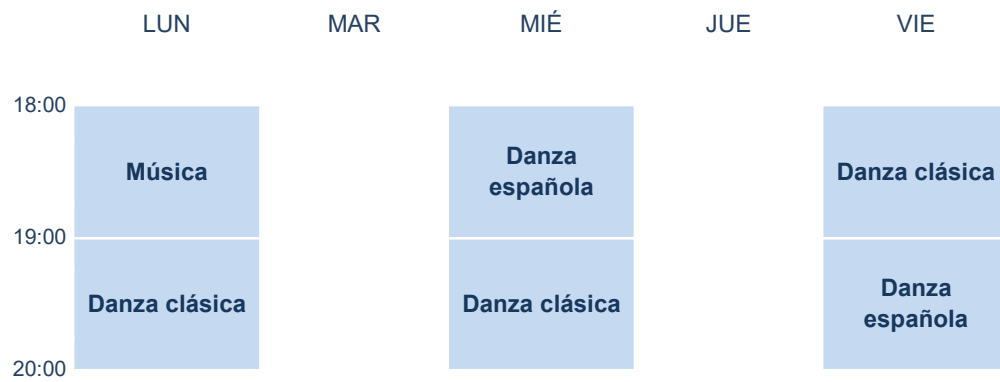 LUN MAR MIÉ JUE VIE
18:00
Música
Danza
española
Danza clásica
19:00
Danza clásica
Danza clásica
Danza
española
20:00